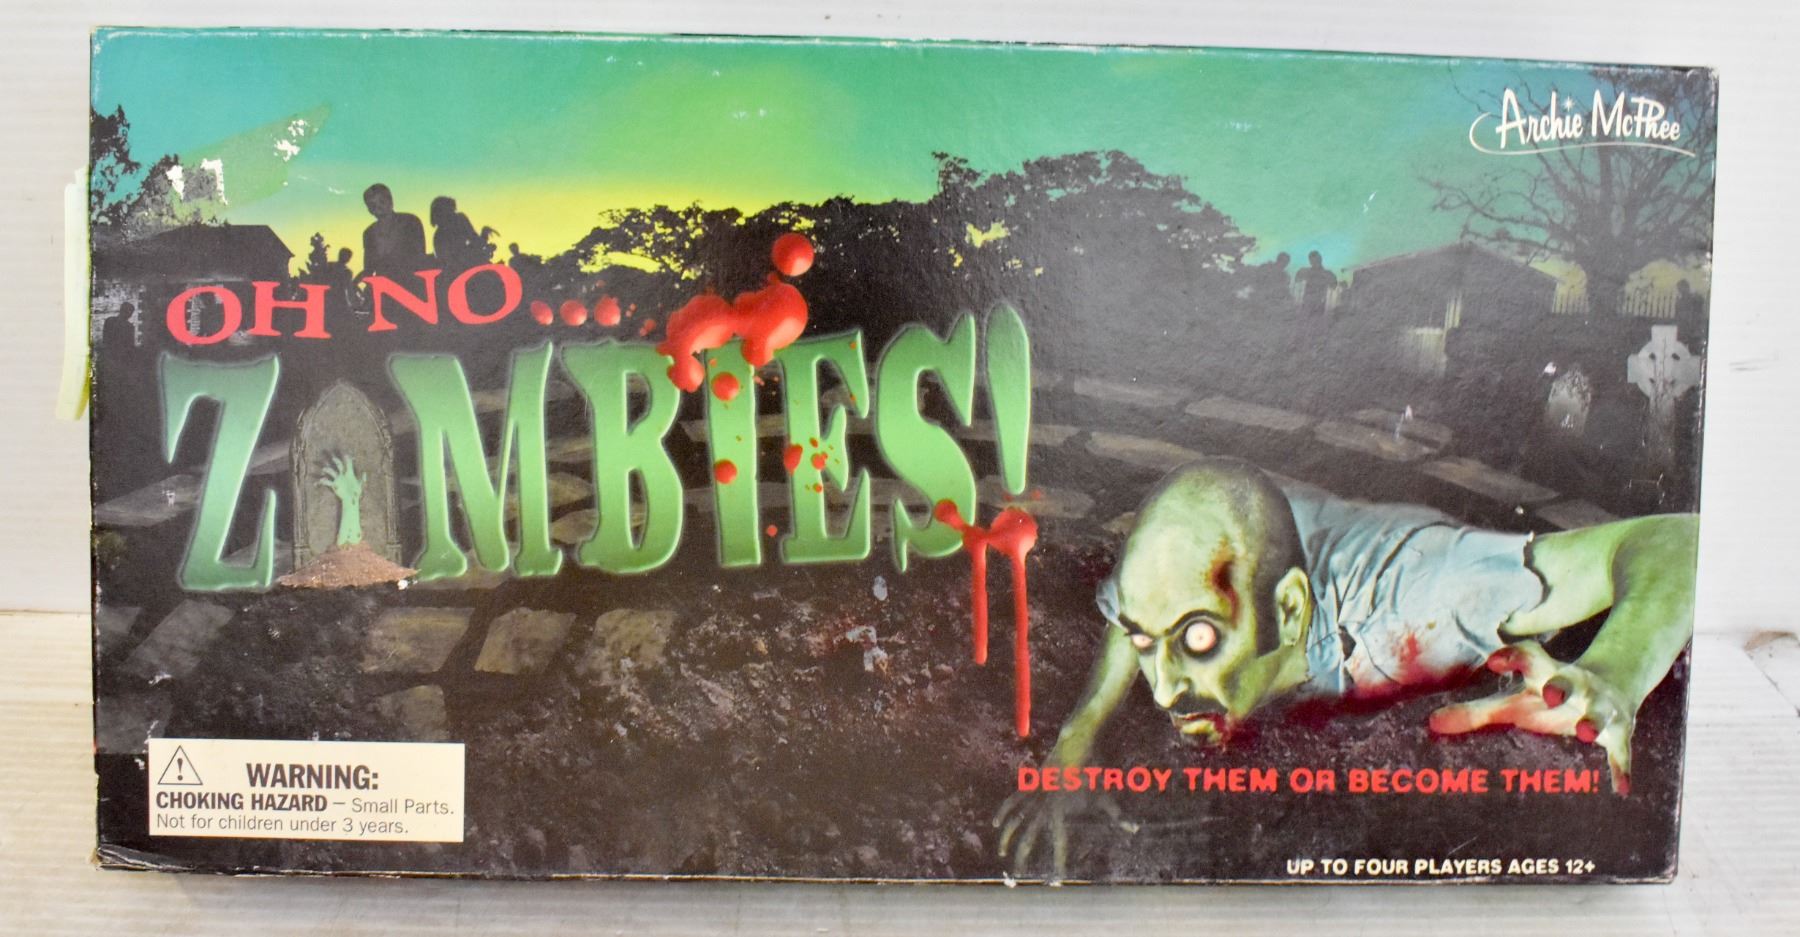 Archie McPhee
OH NO...
ZOMBIES!
DESTROY THEM OR BECOME THEM!
WARNING:
CHOKING HAZARD – Small Parts.
Not for children under 3 years.
UP TO FOUR PLAYERS AGES 12+